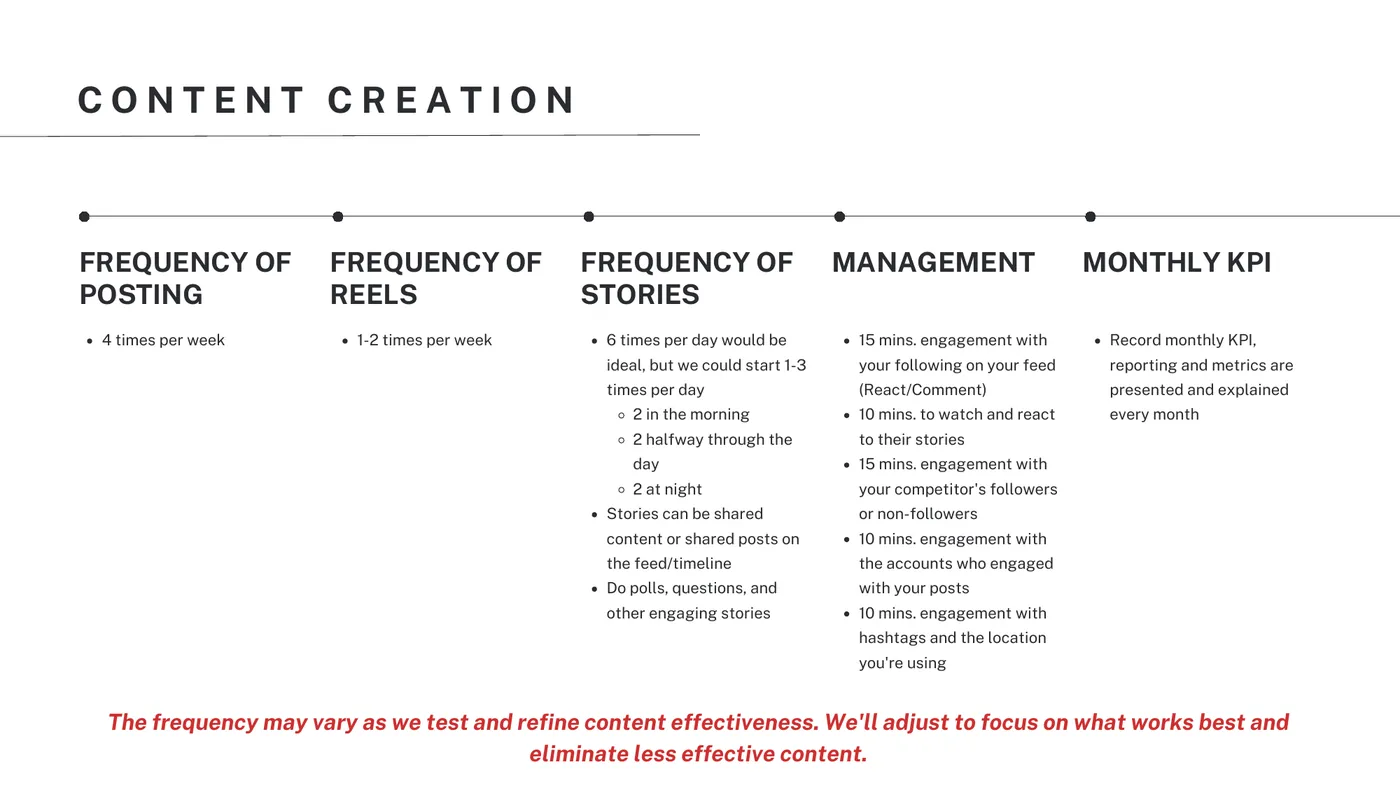 CONTENT CREATION
FREQUENCY OF
POSTING
• 4 times per week
FREQUENCY OF
REELS
• 1-2 times per week
FREQUENCY OF
STORIES
• 6 times per day would be
ideal, but we could start 1-3
times per day
◦ 2 in the morning
◦ 2 halfway through the
day
◦ 2 at night
• Stories can be shared
content or shared posts on
the feed/timeline
• Do polls, questions, and
other engaging stories
MANAGEMENT
• 15 mins. engagement with
your following on your feed
(React/Comment)
• 10 mins. to watch and react
to their stories
• 15 mins. engagement with
your competitor's followers
or non-followers
• 10 mins. engagement with
the accounts who engaged
with your posts
• 10 mins. engagement with
hashtags and the location
you're using
MONTHLY KPI
• Record monthly KPI,
reporting and metrics are
presented and explained
every month
The frequency may vary as we test and refine content effectiveness. We'll adjust to focus on what works best and
eliminate less effective content.